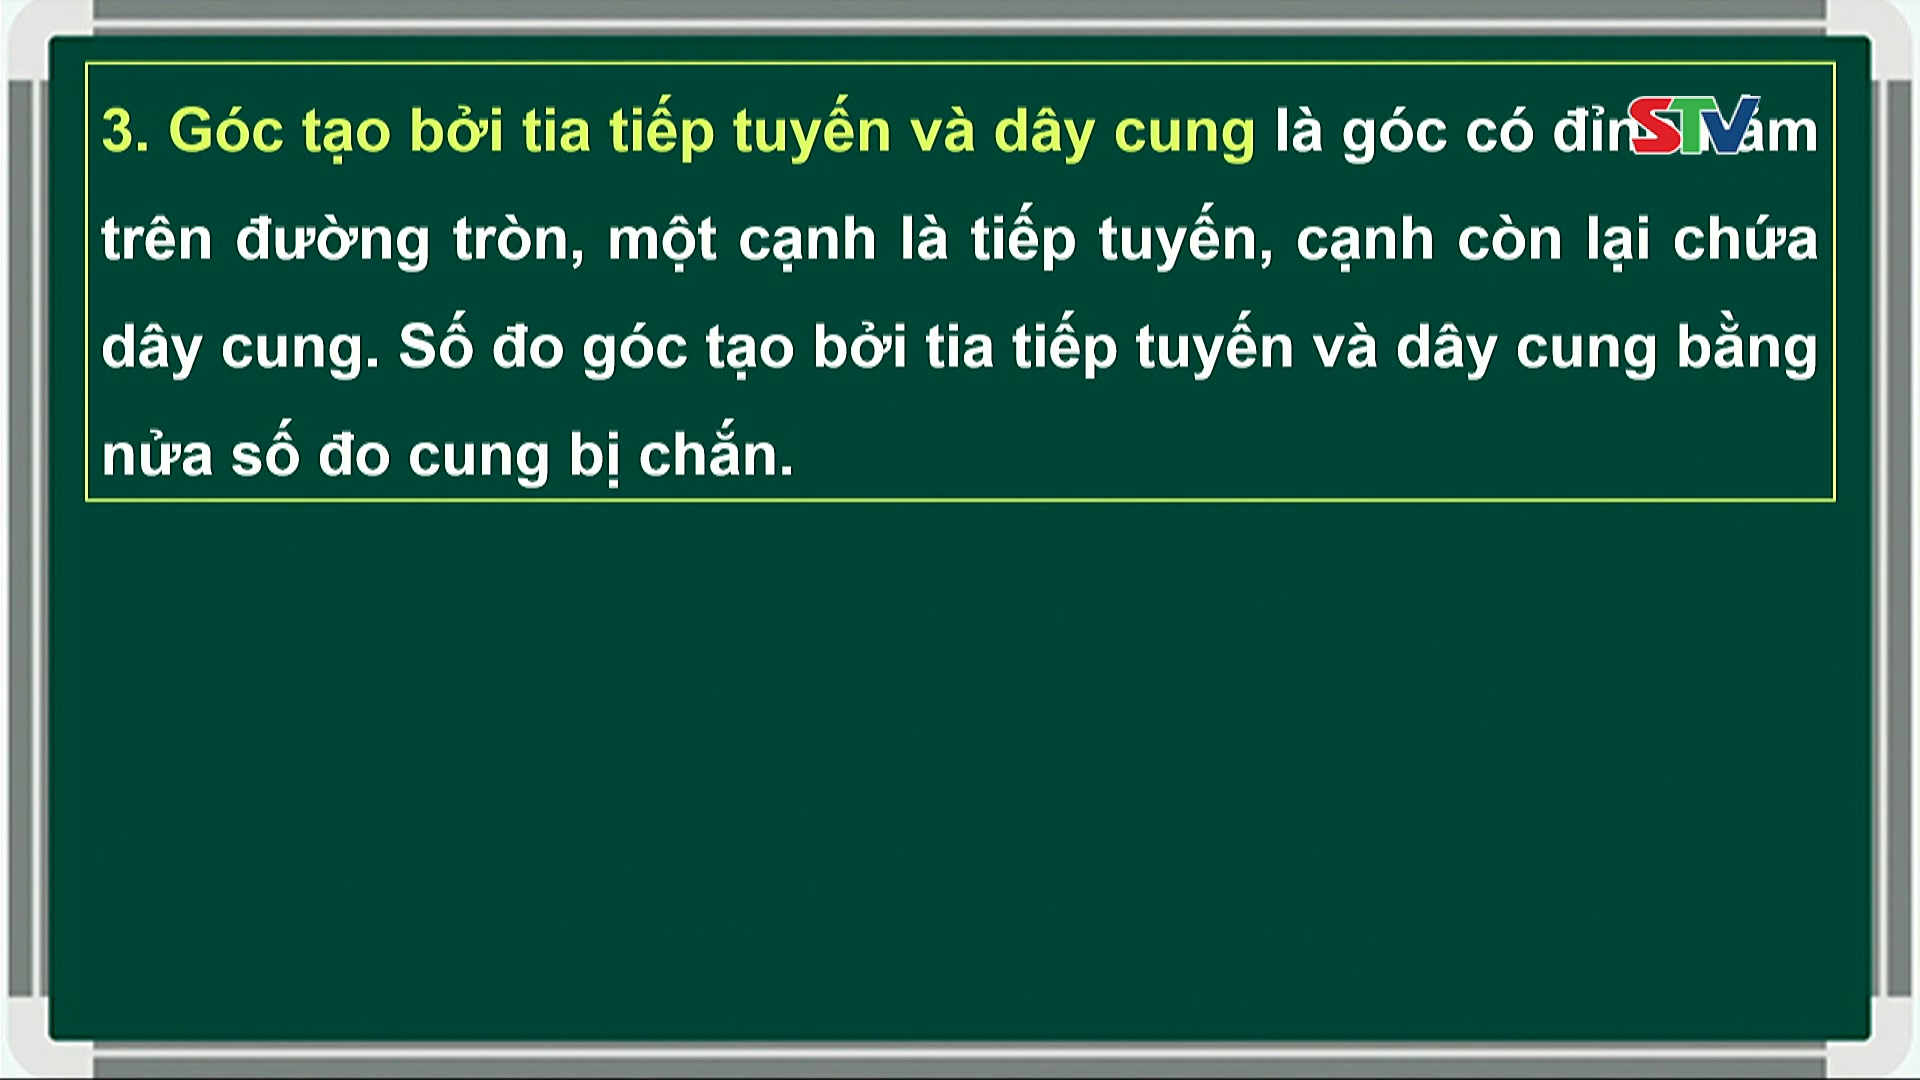 3. Góc tạo bởi tia tiếp tuyến và dây cung là góc có
STV
trên đường tròn, một cạnh là tiếp tuyến, cạnh còn lại chứa
dây cung. Số đo góc tạo bởi tia tiếp tuyến và dây cung bằng
nửa số đo cung bị chắn.